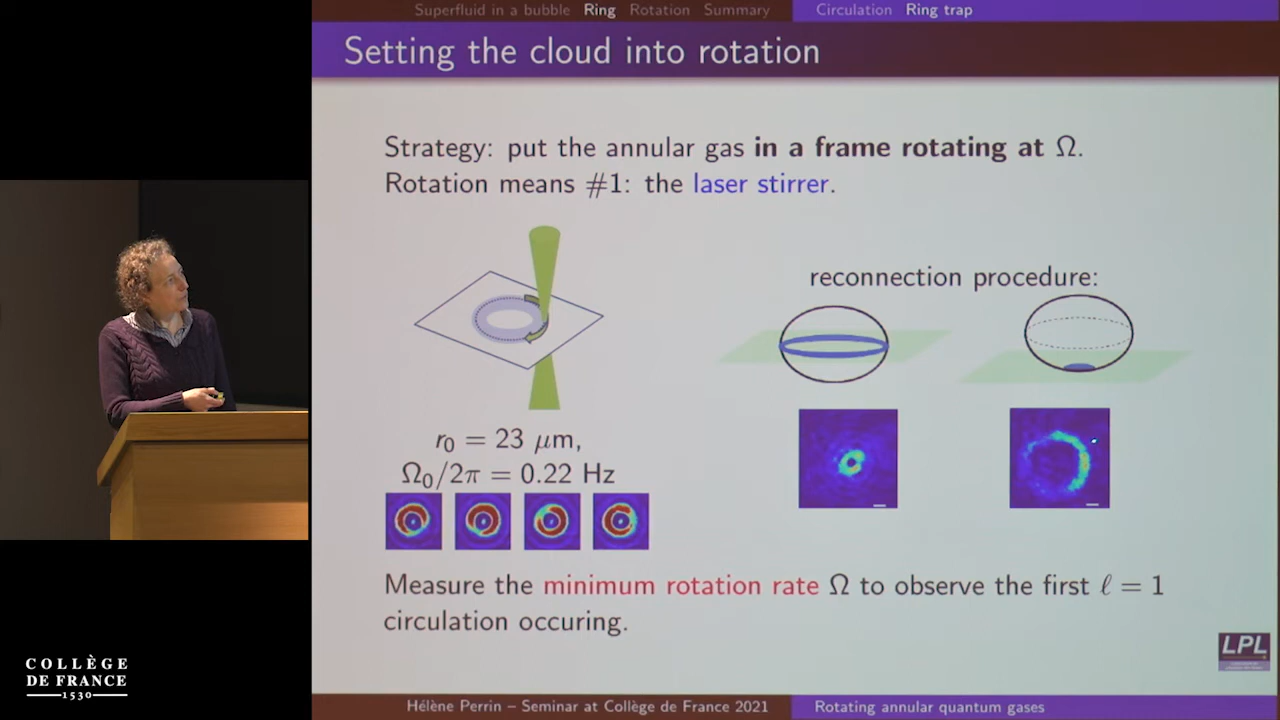 Superfluid in a bubble Ring Rotation Summary Circulation Ring trap
Setting the cloud into rotation
Strategy: put the annular gas in a frame rotating at Ω.
Rotation means #1: the laser stirrer.
reconnection procedure:
r₀ = 23 μm,
Ω₀/2π = 0.22 Hz
Measure the minimum rotation rate Ω to observe the first ℓ = 1
circulation occuring.
LPL
COLLÈGE
DE FRANCE
1530
Hélène Perrin – Seminar at Collège de France 2021 Rotating annular quantum gases